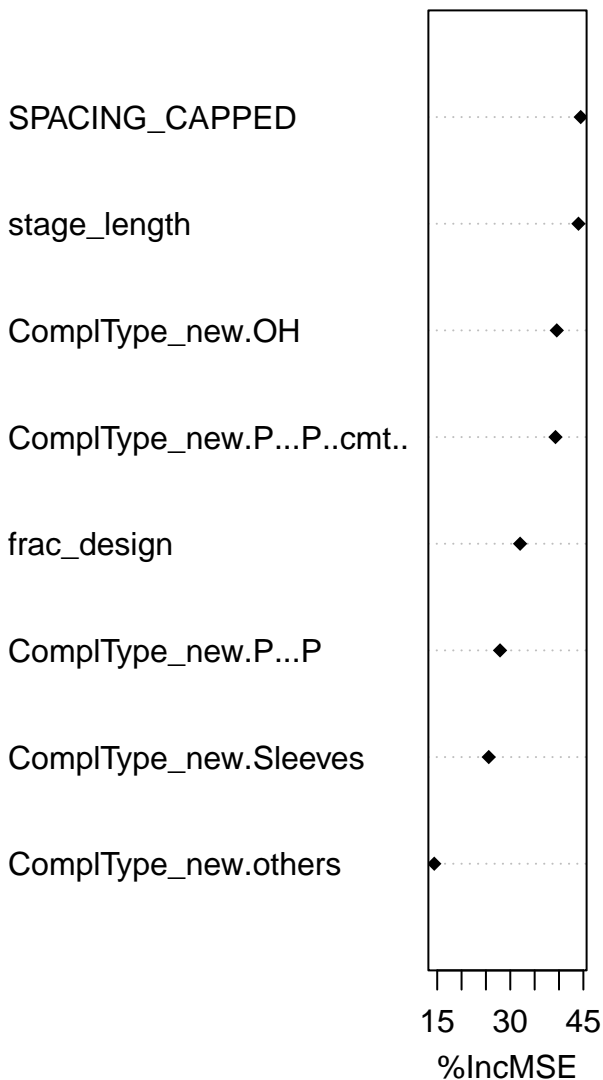 SPACING_CAPPED
stage_length
ComplType_new.OH
ComplType_new.P...P..cmt..
frac_design
ComplType_new.P...P
ComplType_new.Sleeves
ComplType_new.others
15 30 45
%IncMSE